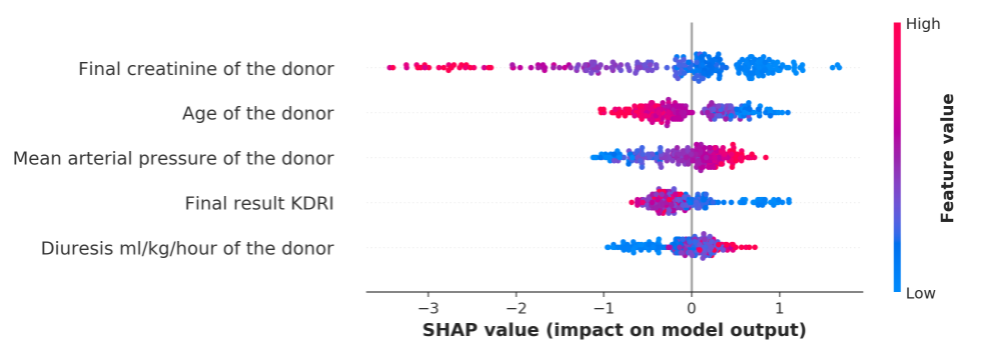 High
Final creatinine of the donor
Age of the donor
Mean arterial pressure of the donor
Final result KDRI
Diuresis ml/kg/hour of the donor
Feature value
Low
−3 −2 −1 0 1
SHAP value (impact on model output)